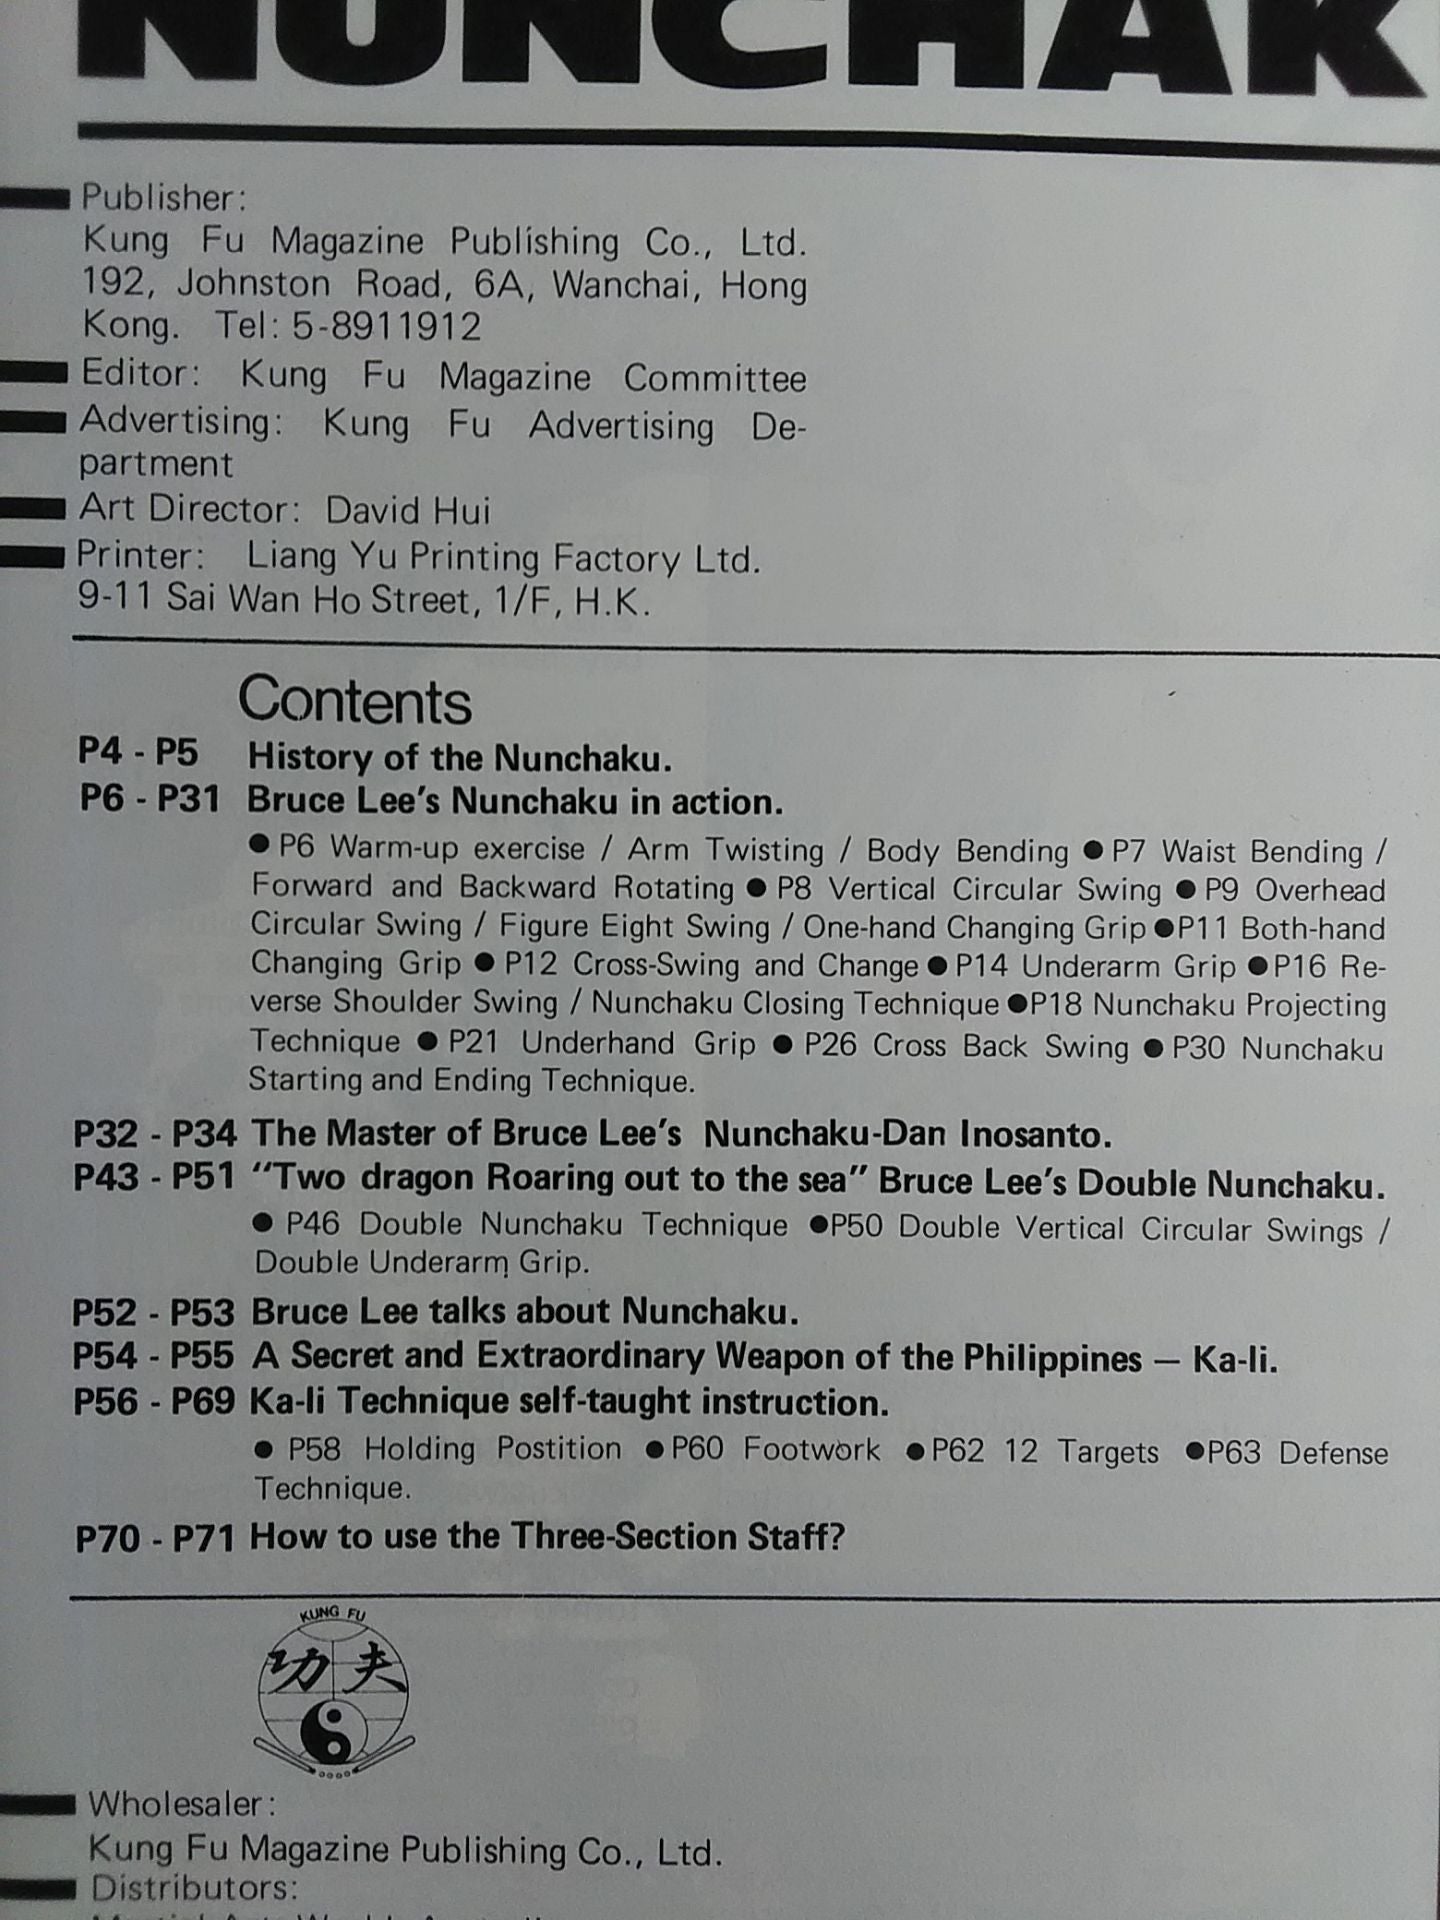 NUNCHAK
Publisher:
Kung Fu Magazine Publishing Co., Ltd.
192, Johnston Road, 6A, Wanchai, Hong
Kong. Tel: 5-8911912
Editor: Kung Fu Magazine Committee
Advertising: Kung Fu Advertising De-
partment
Art Director: David Hui
Printer: Liang Yu Printing Factory Ltd.
9-11 Sai Wan Ho Street, 1/F, H.K.
Contents
P4 - P5 History of the Nunchaku.
P6 - P31 Bruce Lee's Nunchaku in action.
● P6 Warm-up exercise / Arm Twisting / Body Bending ● P7 Waist Bending /
Forward and Backward Rotating ● P8 Vertical Circular Swing ● P9 Overhead
Circular Swing / Figure Eight Swing / One-hand Changing Grip ●P11 Both-hand
Changing Grip ● P12 Cross-Swing and Change ● P14 Underarm Grip ●P16 Re-
verse Shoulder Swing / Nunchaku Closing Technique ●P18 Nunchaku Projecting
Technique ● P21 Underhand Grip ● P26 Cross Back Swing ● P30 Nunchaku
Starting and Ending Technique.
P32 - P34 The Master of Bruce Lee's Nunchaku-Dan Inosanto.
P43 - P51 "Two dragon Roaring out to the sea" Bruce Lee's Double Nunchaku.
● P46 Double Nunchaku Technique ●P50 Double Vertical Circular Swings /
Double Underarm Grip.
P52 - P53 Bruce Lee talks about Nunchaku.
P54 - P55 A Secret and Extraordinary Weapon of the Philippines — Ka-li.
P56 - P69 Ka-li Technique self-taught instruction.
● P58 Holding Postition ●P60 Footwork ●P62 12 Targets ●P63 Defense
Technique.
P70 - P71 How to use the Three-Section Staff?
KUNG FU
功夫
Wholesaler:
Kung Fu Magazine Publishing Co., Ltd.
Distributors: